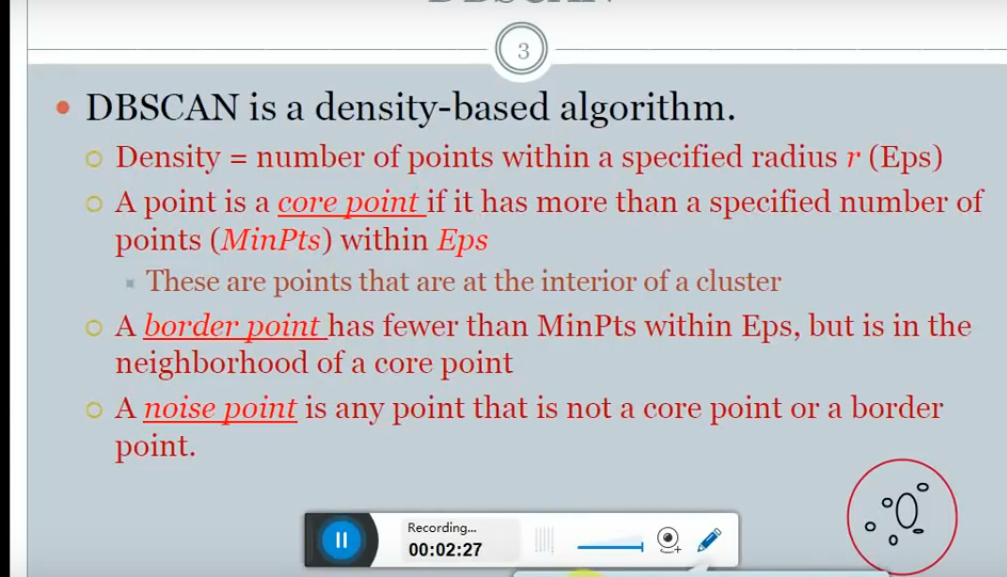 3
DBSCAN is a density-based algorithm.
Density = number of points within a specified radius r (Eps)
A point is a core point if it has more than a specified number of
points (MinPts) within Eps
These are points that are at the interior of a cluster
A border point has fewer than MinPts within Eps, but is in the
neighborhood of a core point
A noise point is any point that is not a core point or a border
point.
Recording...
00:02:27